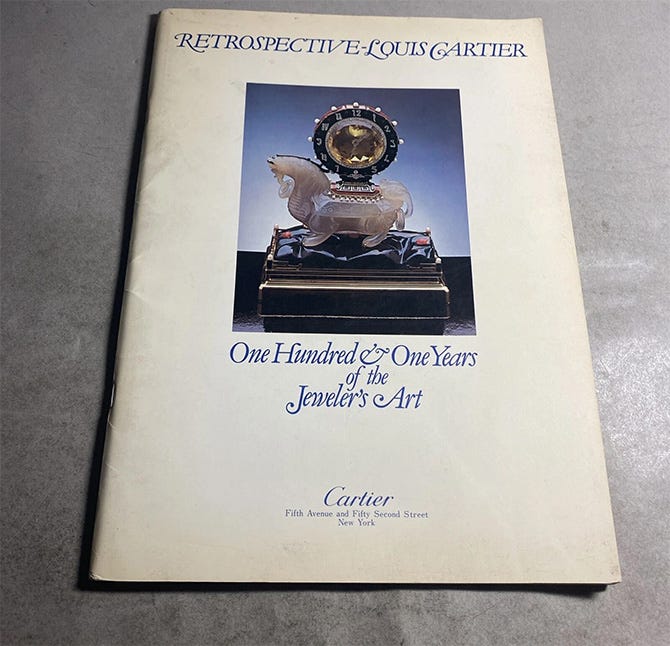 RETROSPECTIVE-LOUIS CARTIER
12
One Hundred & One Years
of the
Jeweler's Art
Cartier
Fifth Avenue and Fifty Second Street
New York